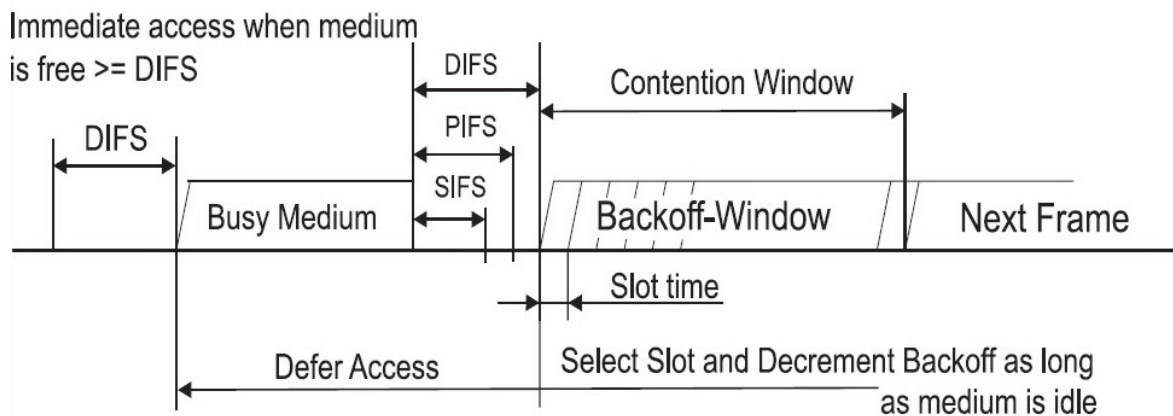 Immediate access when medium
is free >= DIFS
DIFS
DIFS
PIFS
SIFS
Contention Window
Busy Medium
Backoff-Window
Next Frame
Slot time
Defer Access
Select Slot and Decrement Backoff as long
as medium is idle